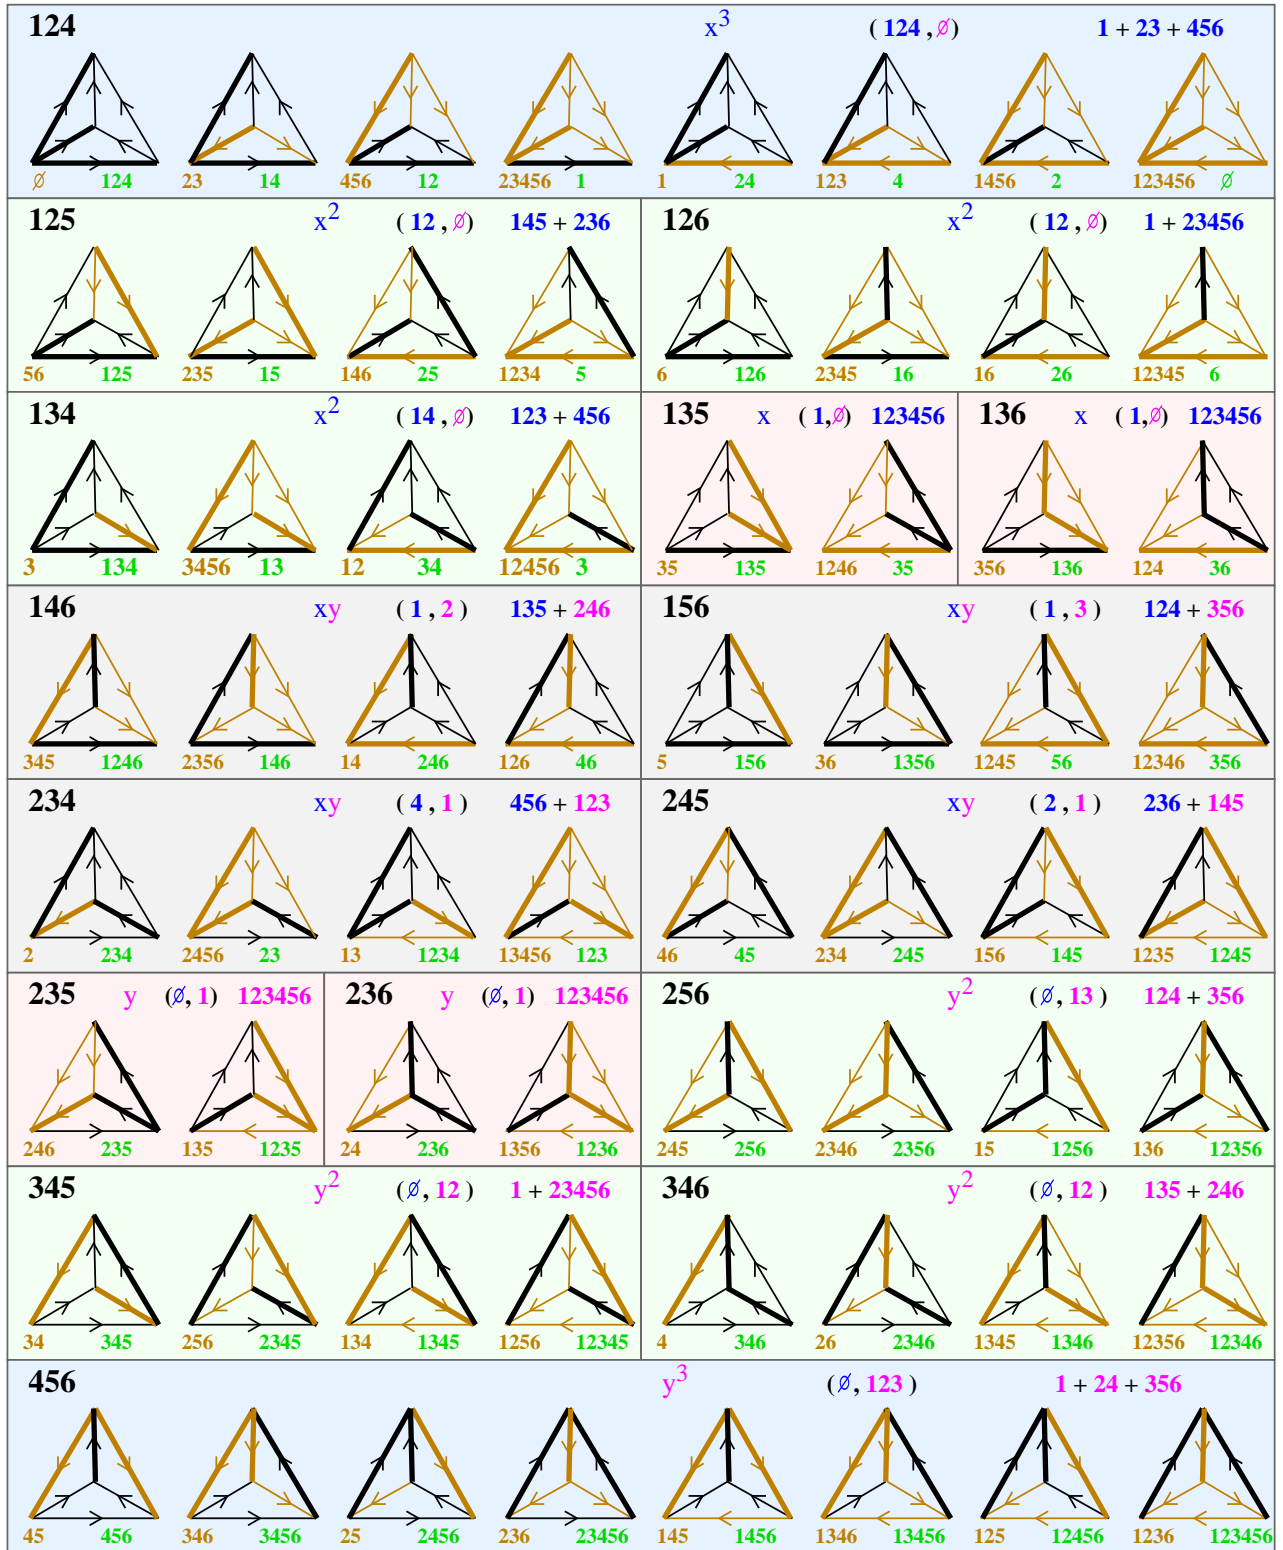 124 x³ ( 124 , ∅) 1 + 23 + 456
∅ 124 23 14 456 12 23456 1 1 24 123 4 1456 2 123456 ∅
125 x² ( 12 , ∅) 145 + 236 126 x² ( 12 , ∅) 1 + 23456
56 125 235 15 146 25 1234 5 6 126 2345 16 16 26 12345 6
134 x² ( 14 , ∅) 123 + 456 135 x ( 1,∅) 123456 136 x ( 1,∅) 123456
3 134 3456 13 12 34 12456 3 35 135 1246 35 356 136 124 36
146 xy ( 1 , 2 ) 135 + 246 156 xy ( 1 , 3 ) 124 + 356
345 1246 2356 146 14 246 126 46 5 156 36 1356 1245 56 12346 356
234 xy ( 4 , 1 ) 456 + 123 245 xy ( 2 , 1 ) 236 + 145
2 234 2456 23 13 1234 13456 123 46 45 234 245 156 145 1235 1245
235 y (∅, 1) 123456 236 y (∅, 1) 123456 256 y² (∅, 13 ) 124 + 356
246 235 135 1235 24 236 1356 1236 245 256 2346 2356 15 1256 136 12356
345 y² (∅, 12 ) 1 + 23456 346 y² (∅, 12 ) 135 + 246
34 345 256 2345 134 1345 1256 12345 4 346 26 2346 1345 1346 12356 12346
456 y³ (∅, 123 ) 1 + 24 + 356
45 456 346 3456 25 2456 236 23456 145 1456 1346 13456 125 12456 1236 123456